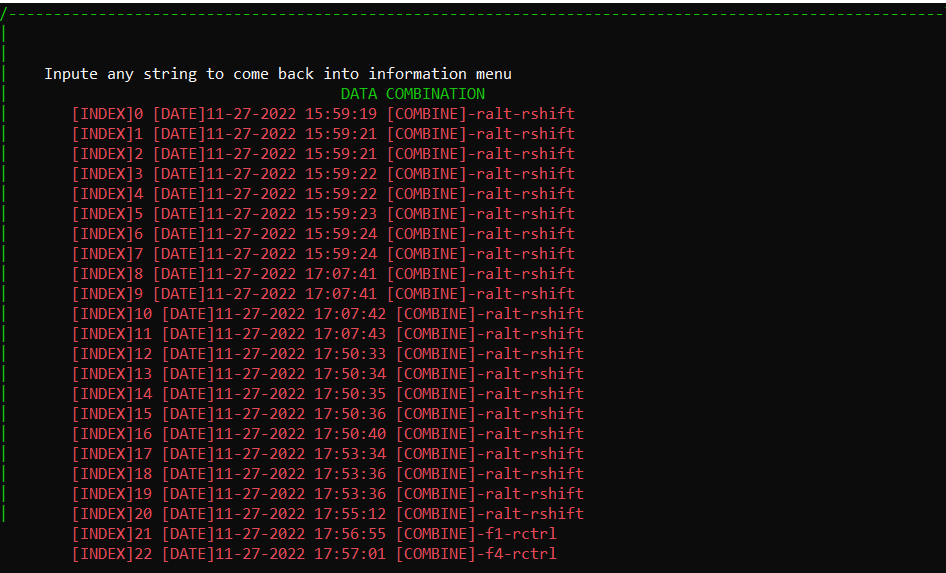 /--------------------------------------------------------------------------------------------------------
|
|
| Inpute any string to come back into information menu
| DATA COMBINATION
| [INDEX]0 [DATE]11-27-2022 15:59:19 [COMBINE]-ralt-rshift
| [INDEX]1 [DATE]11-27-2022 15:59:21 [COMBINE]-ralt-rshift
| [INDEX]2 [DATE]11-27-2022 15:59:21 [COMBINE]-ralt-rshift
| [INDEX]3 [DATE]11-27-2022 15:59:22 [COMBINE]-ralt-rshift
| [INDEX]4 [DATE]11-27-2022 15:59:22 [COMBINE]-ralt-rshift
| [INDEX]5 [DATE]11-27-2022 15:59:23 [COMBINE]-ralt-rshift
| [INDEX]6 [DATE]11-27-2022 15:59:24 [COMBINE]-ralt-rshift
| [INDEX]7 [DATE]11-27-2022 15:59:24 [COMBINE]-ralt-rshift
| [INDEX]8 [DATE]11-27-2022 17:07:41 [COMBINE]-ralt-rshift
| [INDEX]9 [DATE]11-27-2022 17:07:41 [COMBINE]-ralt-rshift
| [INDEX]10 [DATE]11-27-2022 17:07:42 [COMBINE]-ralt-rshift
| [INDEX]11 [DATE]11-27-2022 17:07:43 [COMBINE]-ralt-rshift
| [INDEX]12 [DATE]11-27-2022 17:50:33 [COMBINE]-ralt-rshift
| [INDEX]13 [DATE]11-27-2022 17:50:34 [COMBINE]-ralt-rshift
| [INDEX]14 [DATE]11-27-2022 17:50:35 [COMBINE]-ralt-rshift
| [INDEX]15 [DATE]11-27-2022 17:50:36 [COMBINE]-ralt-rshift
| [INDEX]16 [DATE]11-27-2022 17:50:40 [COMBINE]-ralt-rshift
| [INDEX]17 [DATE]11-27-2022 17:53:34 [COMBINE]-ralt-rshift
| [INDEX]18 [DATE]11-27-2022 17:53:36 [COMBINE]-ralt-rshift
| [INDEX]19 [DATE]11-27-2022 17:53:36 [COMBINE]-ralt-rshift
| [INDEX]20 [DATE]11-27-2022 17:55:12 [COMBINE]-ralt-rshift
[INDEX]21 [DATE]11-27-2022 17:56:55 [COMBINE]-f1-rctrl
[INDEX]22 [DATE]11-27-2022 17:57:01 [COMBINE]-f4-rctrl